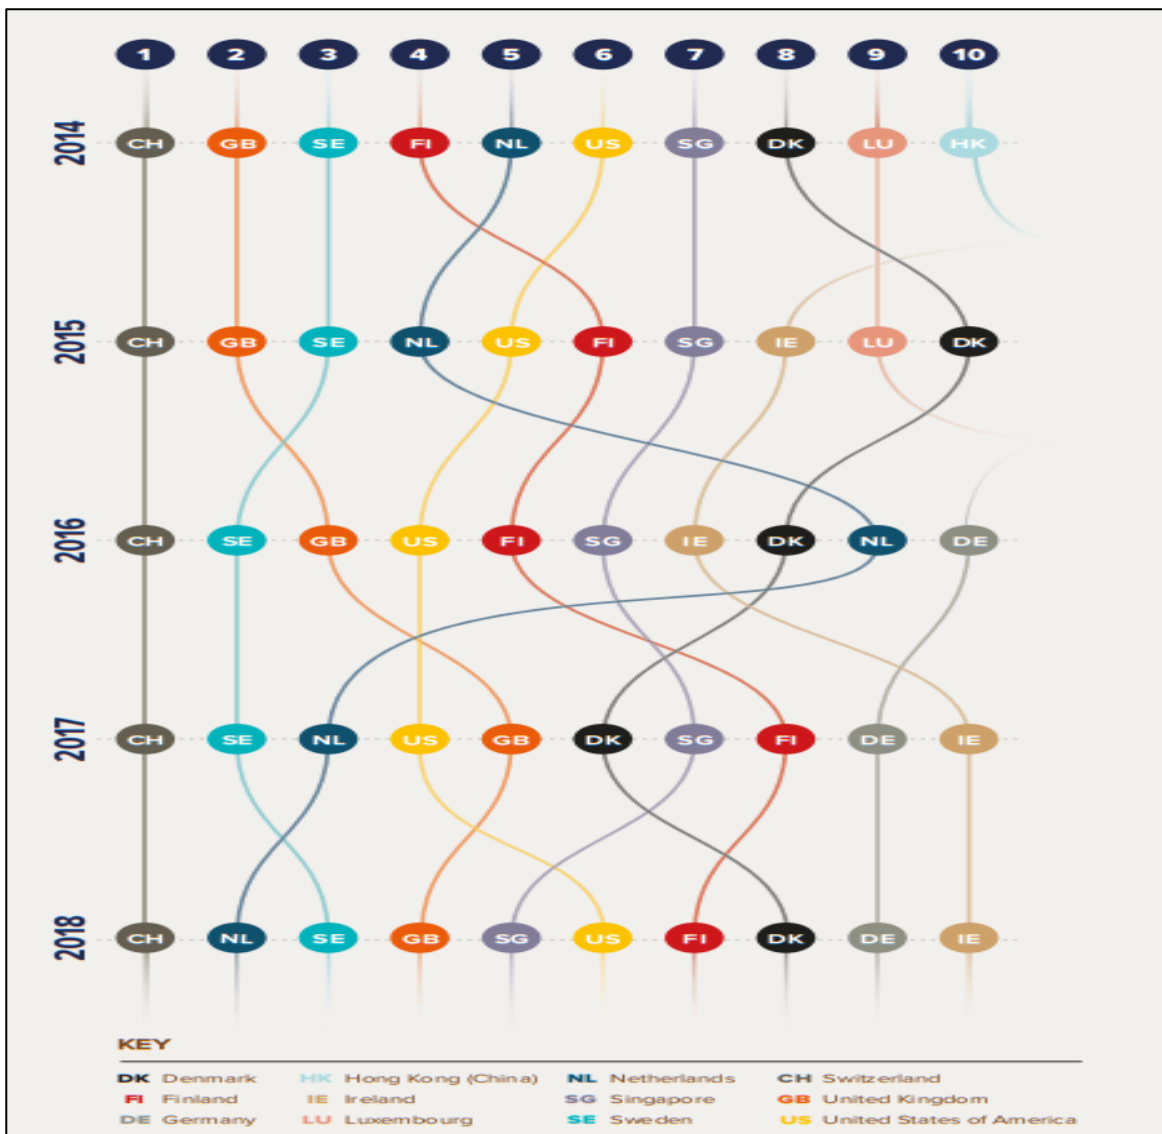 1 2 3 4 5 6 7 8 9 10
2014 CH GB SE FI NL US SG DK LU HK
2015 CH GB SE NL US FI SG IE LU DK
2016 CH SE GB US FI SG IE DK NL DE
2017 CH SE NL US GB DK SG FI DE IE
2018 CH NL SE GB SG US FI DK DE IE
KEY
DK Denmark HK Hong Kong (China) NL Netherlands CH Switzerland
FI Finland IE Ireland SG Singapore GB United Kingdom
DE Germany LU Luxembourg SE Sweden US United States of America